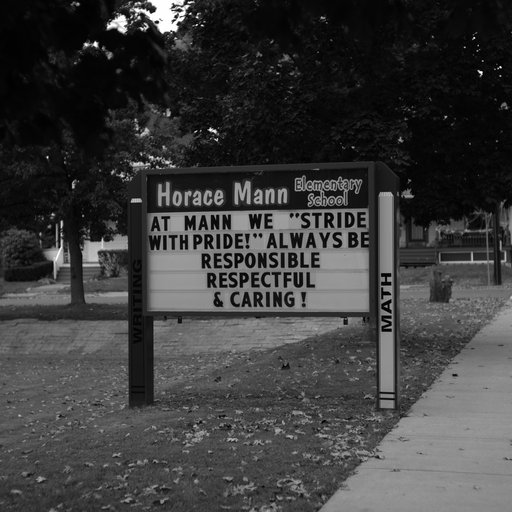 Horace Mann Elementary School
AT MANN WE "STRIDE
WITH PRIDE!" ALWAYS BE
RESPONSIBLE
RESPECTFUL
& CARING!
WRITING
MATH